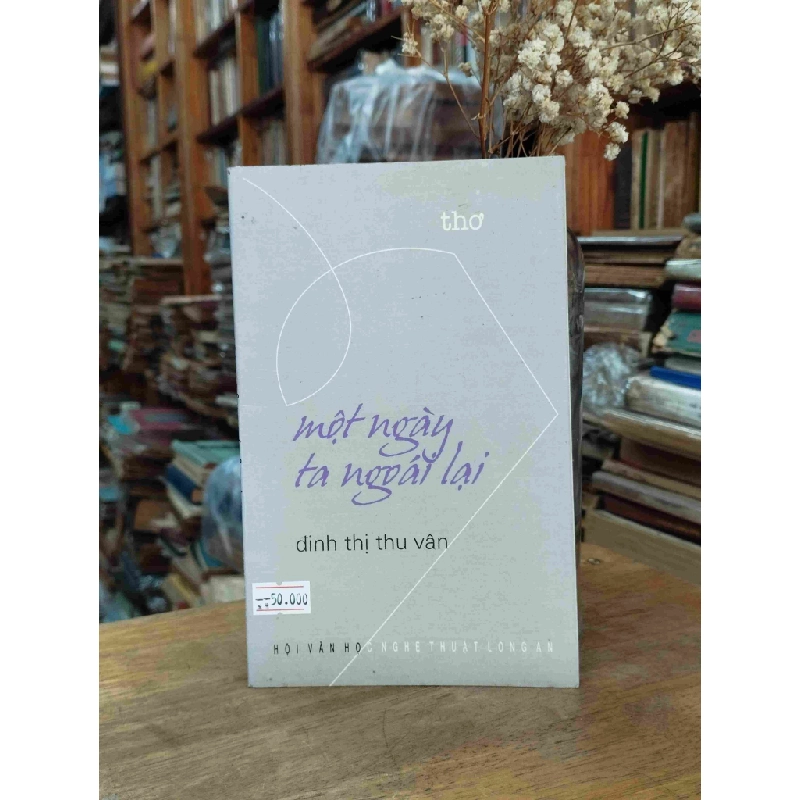 thơ
một ngày
ta ngoái lại
đinh thị thu vân
50.000
HỘI VĂN HỌC NGHỆ THUẬT LONG AN